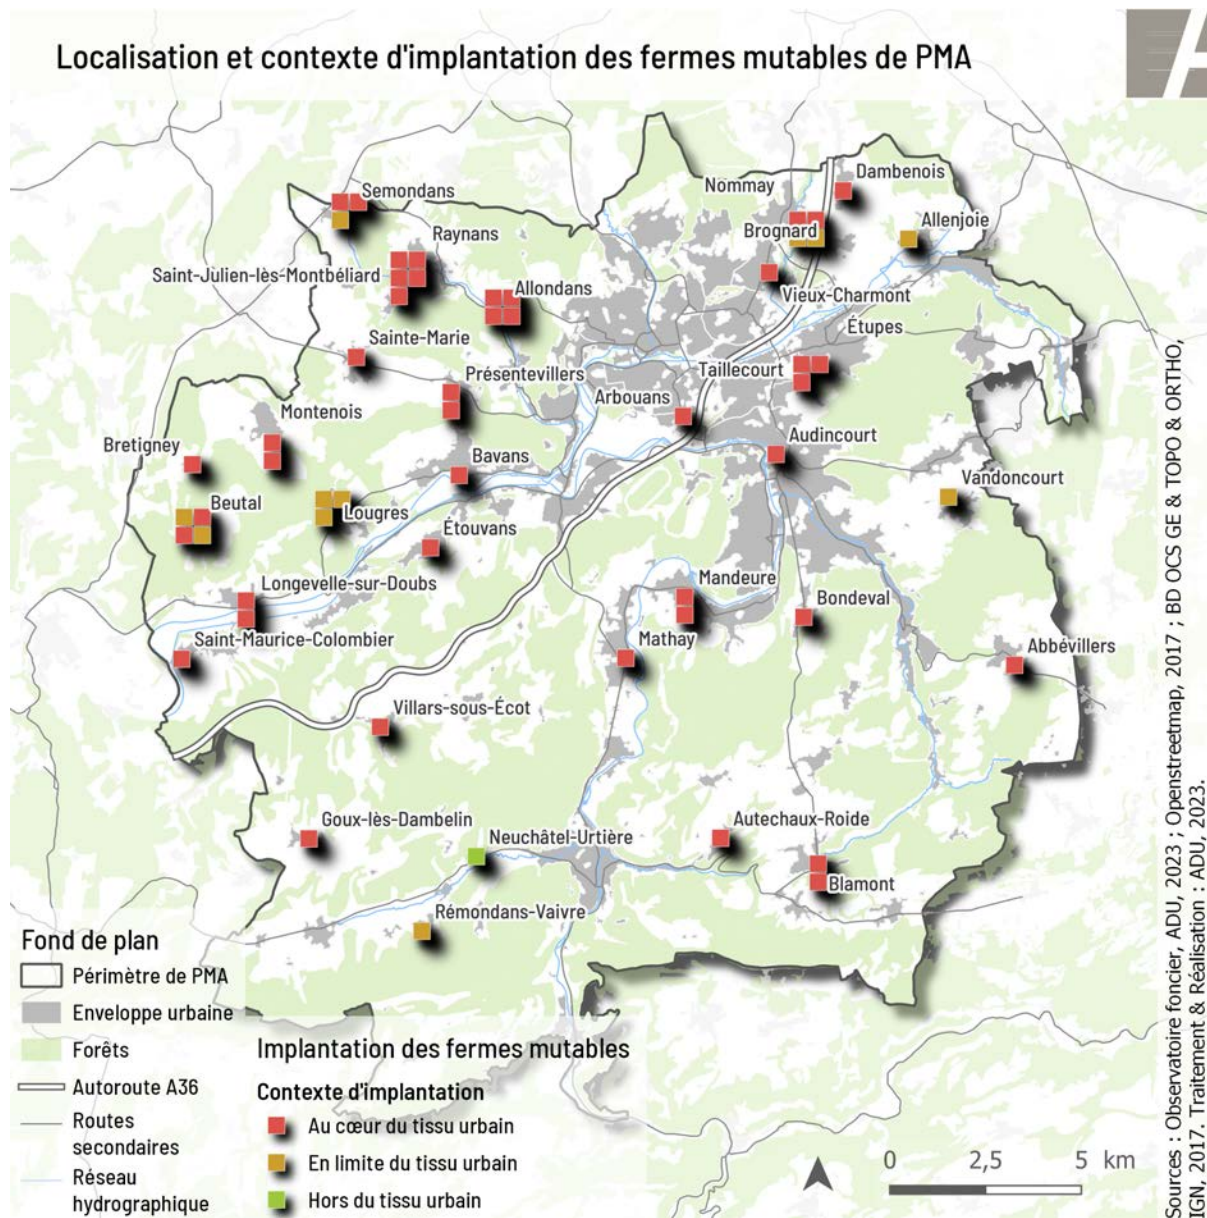 Localisation et contexte d'implantation des fermes mutables de PMA
Dambenois
Nommay
Semondans
Allenjoie
Brognard
Raynans
Saint-Julien-lès-Montbéliard
Allondans
Vieux-Charmont
Étupes
Sainte-Marie
Présentevillers
Taillecourt
Arbouans
Montenois
Bretigney
Bavans
Audincourt
Vandoncourt
Beutal
Lougres
Étouvans
Longevelle-sur-Doubs
Mandeure
Bondeval
Saint-Maurice-Colombier
Mathay
Abbévillers
Villars-sous-Écot
Goux-lès-Dambelin
Neuchâtel-Urtière
Autechaux-Roide
Blamont
Rémondans-Vaivre
Fond de plan
Périmètre de PMA
Enveloppe urbaine
Forêts
Autoroute A36
Routes
secondaires
Réseau
hydrographique
Implantation des fermes mutables
Contexte d'implantation
Au cœur du tissu urbain
En limite du tissu urbain
Hors du tissu urbain
0 2,5 5 km
Sources : Observatoire foncier, ADU, 2023 ; Openstreetmap, 2017 ; BD OCS GE & TOPO & ORTHO,
IGN, 2017. Traitement & Réalisation : ADU, 2023.